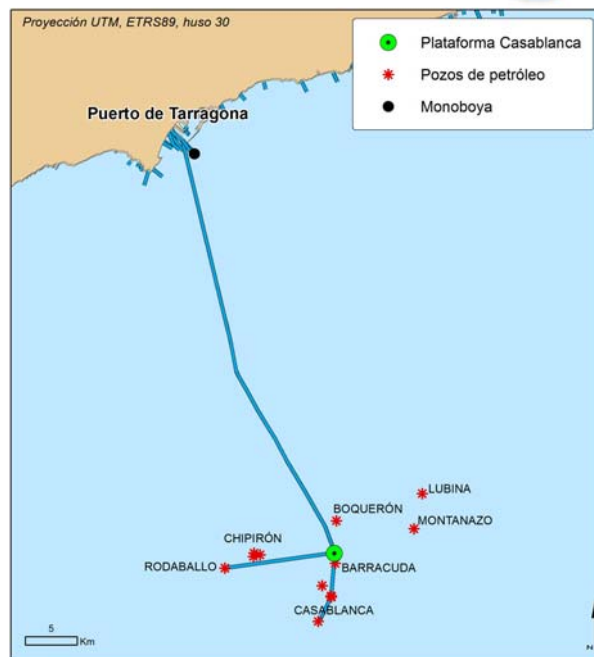 Proyección UTM, ETRS89, huso 30
Plataforma Casablanca
Pozos de petróleo
Monoboya
Puerto de Tarragona
LUBINA
BOQUERÓN
MONTANAZO
CHIPIRÓN
RODABALLO
BARRACUDA
CASABLANCA
5
Km
N